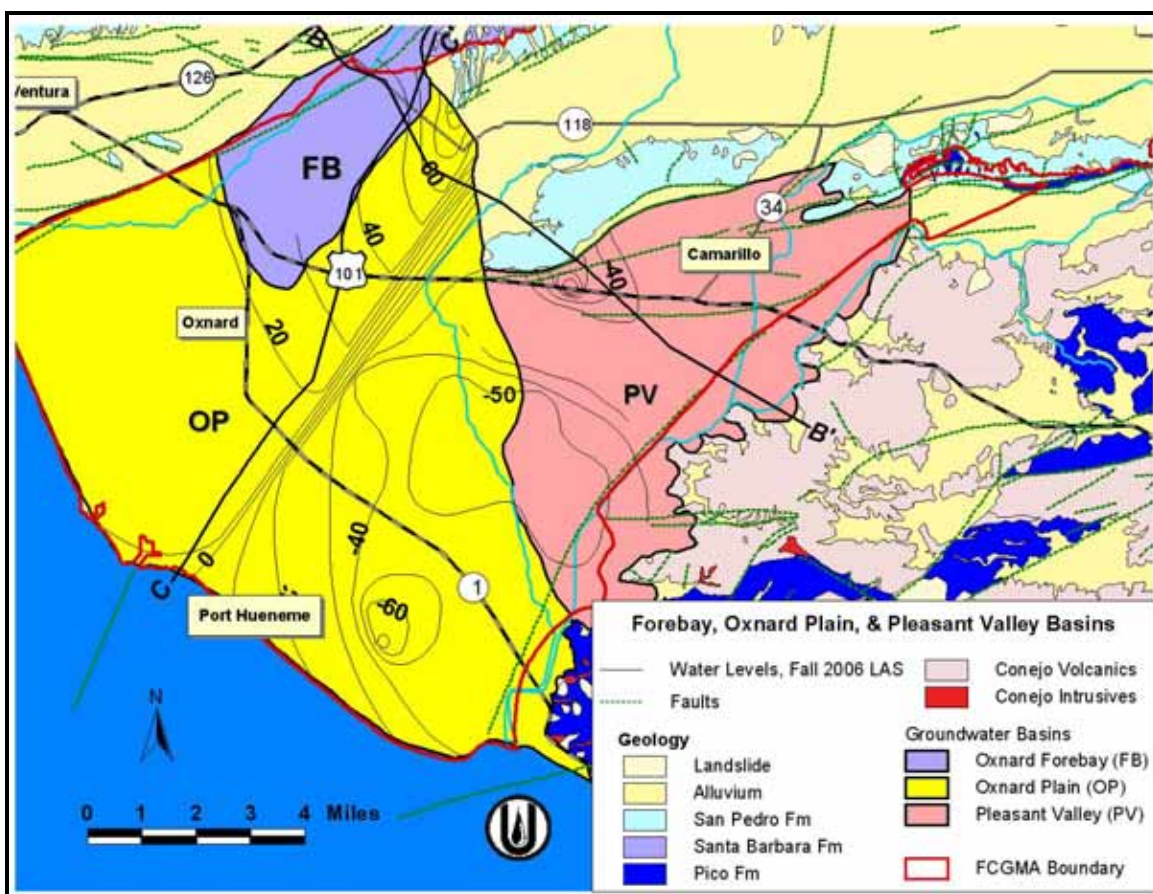 B
C'
126
Ventura
118
60
FB
34
40
-40
Camarillo
101
Oxnard
20
-50
PV
OP
B'
-40
0
C
1
Port Hueneme
-60
N
0 1 2 3 4 Miles
Forebay, Oxnard Plain, & Pleasant Valley Basins
Water Levels, Fall 2006 LAS
Faults
Conejo Volcanics
Conejo Intrusives
Geology
Landslide
Alluvium
San Pedro Fm
Santa Barbara Fm
Pico Fm
Groundwater Basins
Oxnard Forebay (FB)
Oxnard Plain (OP)
Pleasant Valley (PV)
FCGMA Boundary